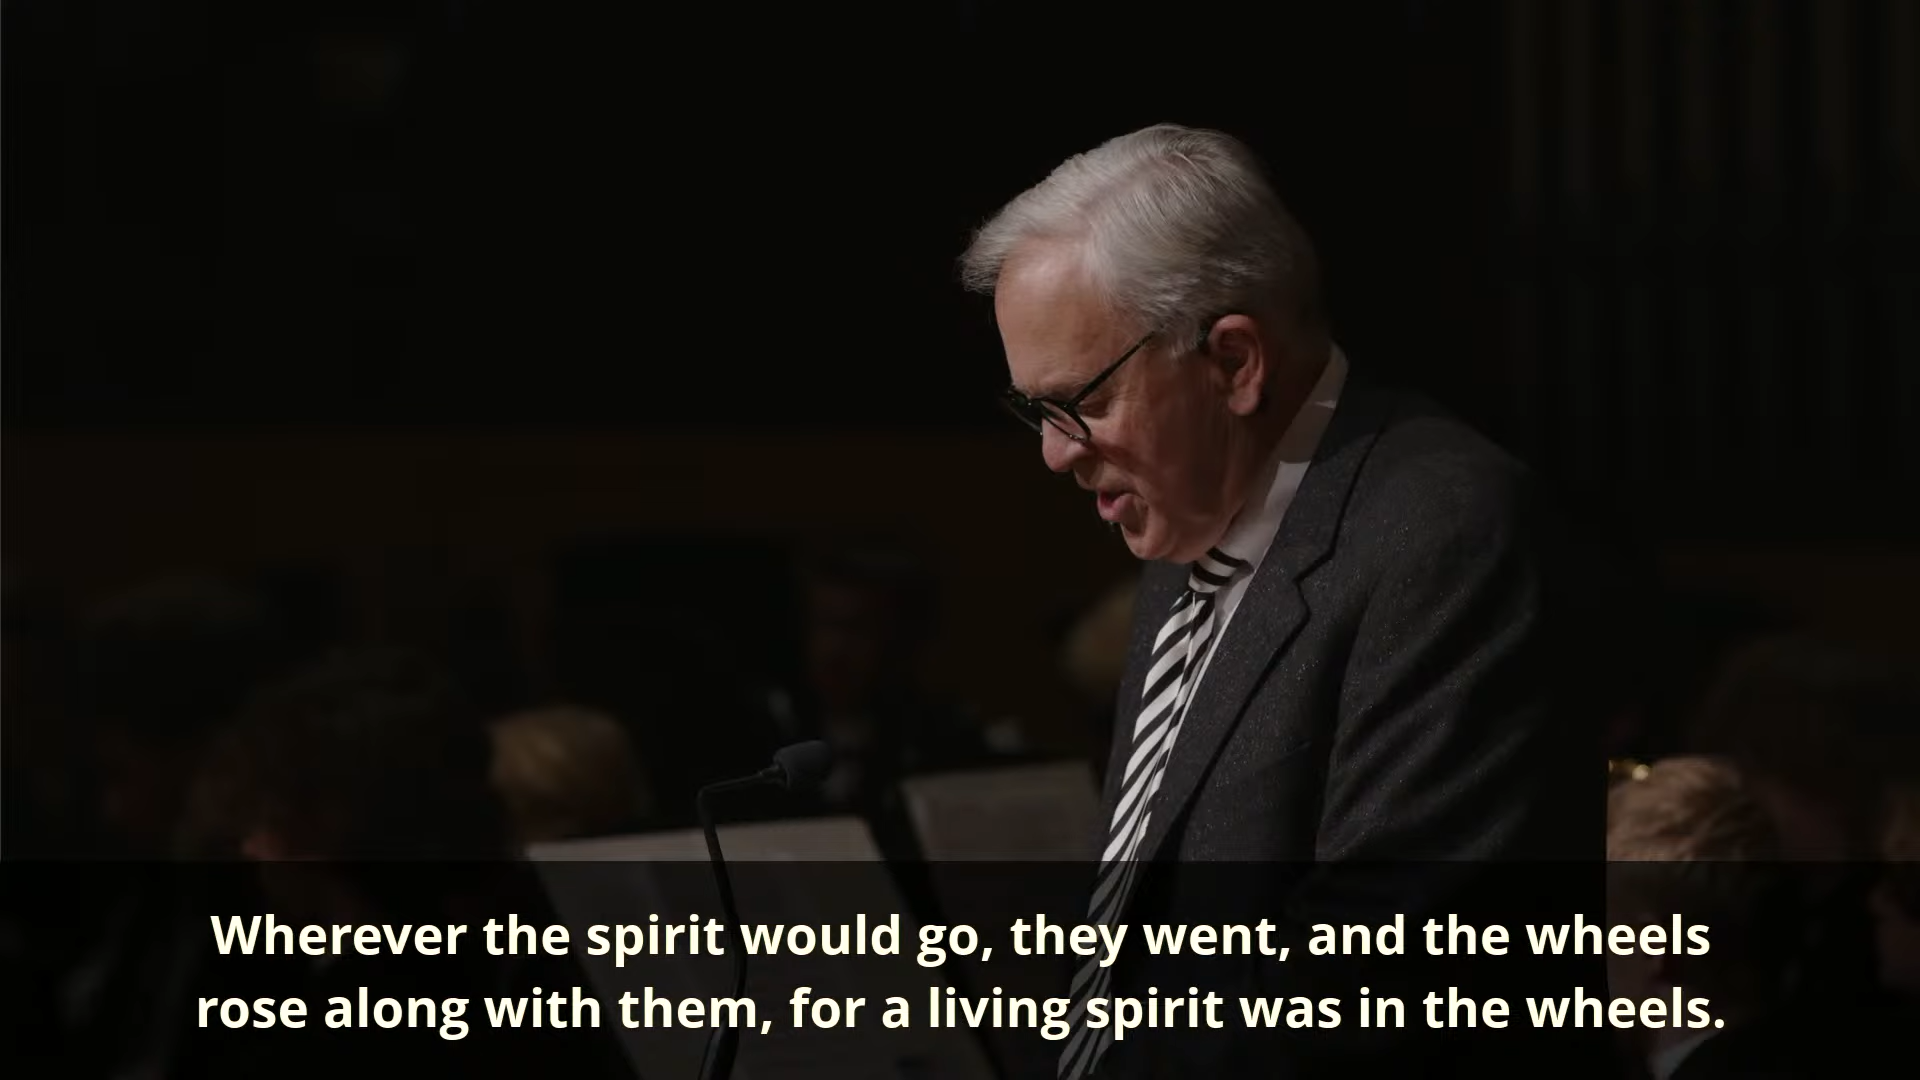 Wherever the spirit would go, they went, and the wheels
rose along with them, for a living spirit was in the wheels.